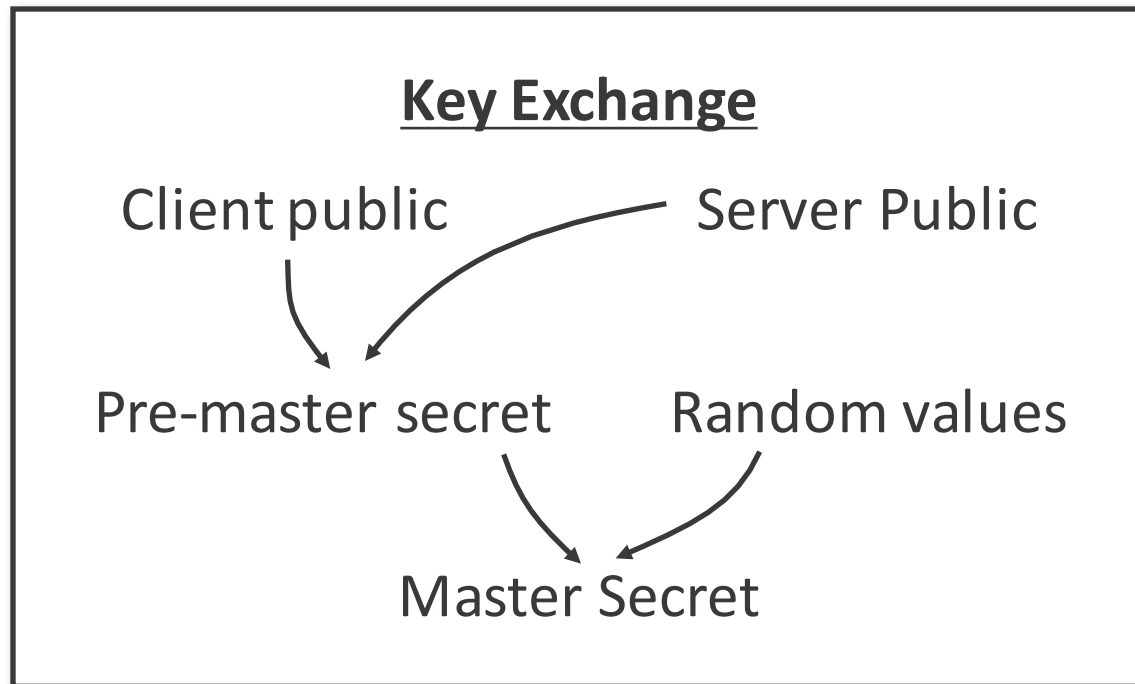 Key Exchange
Client public
Server Public
Pre-master secret
Random values
Master Secret